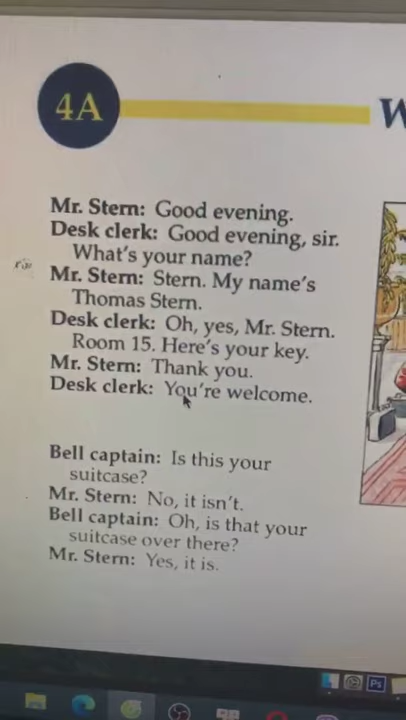 4A
W
Mr. Stern: Good evening.
Desk clerk: Good evening, sir.
What's your name?
Mr. Stern: Stern. My name's
Thomas Stern.
Desk clerk: Oh, yes, Mr. Stern.
Room 15. Here's your key.
Mr. Stern: Thank you.
Desk clerk: You're welcome.
Bell captain: Is this your
suitcase?
Mr. Stern: No, it isn't.
Bell captain: Oh, is that your
suitcase over there?
Mr. Stern: Yes, it is.
Ps